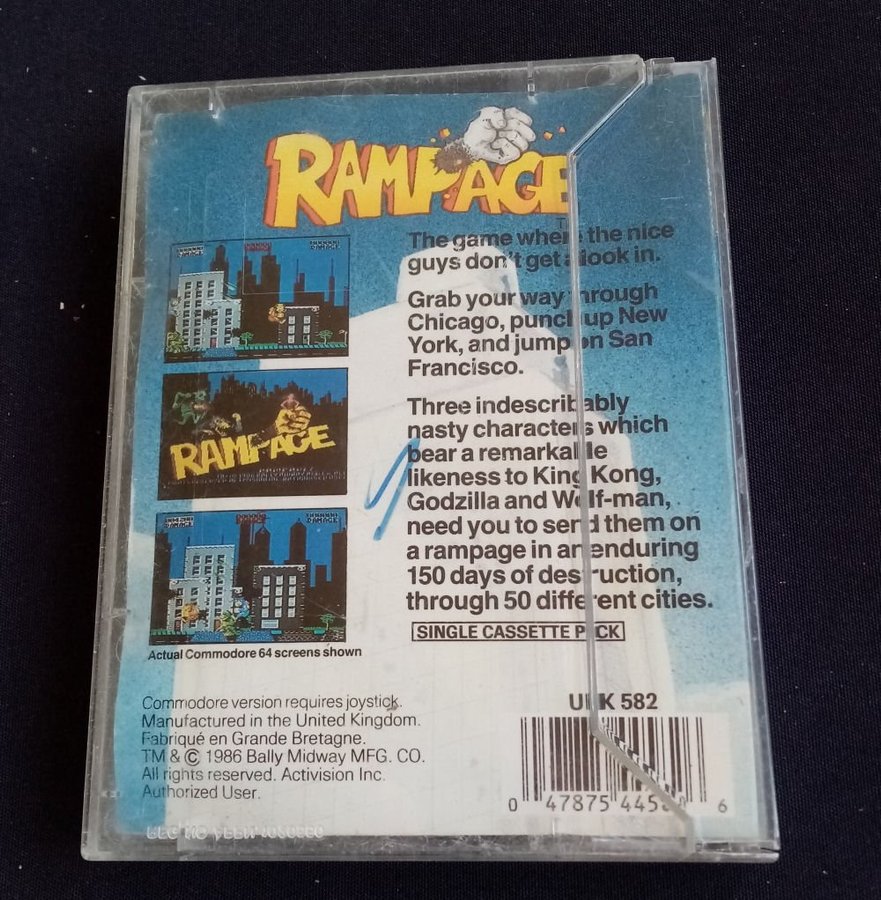 RAMPAGE
The game where the nice
guys don't get a look in.
Grab your way through
Chicago, punch up New
York, and jump on San
Francisco.
Three indescribably
nasty characters which
bear a remarkable
likeness to King Kong,
Godzilla and Wolf-man,
need you to send them on
a rampage in an enduring
150 days of destruction,
through 50 different cities.
SINGLE CASSETTE PACK
DAMAGE
DAMAGE
RAMPAGE
DAMAGE
DAMAGE
Actual Commodore 64 screens shown
Commodore version requires joystick.
Manufactured in the United Kingdom.
Fabriqué en Grande Bretagne.
TM & © 1986 Bally Midway MFG. CO.
All rights reserved. Activision Inc.
Authorized User.
582
0 47875 6